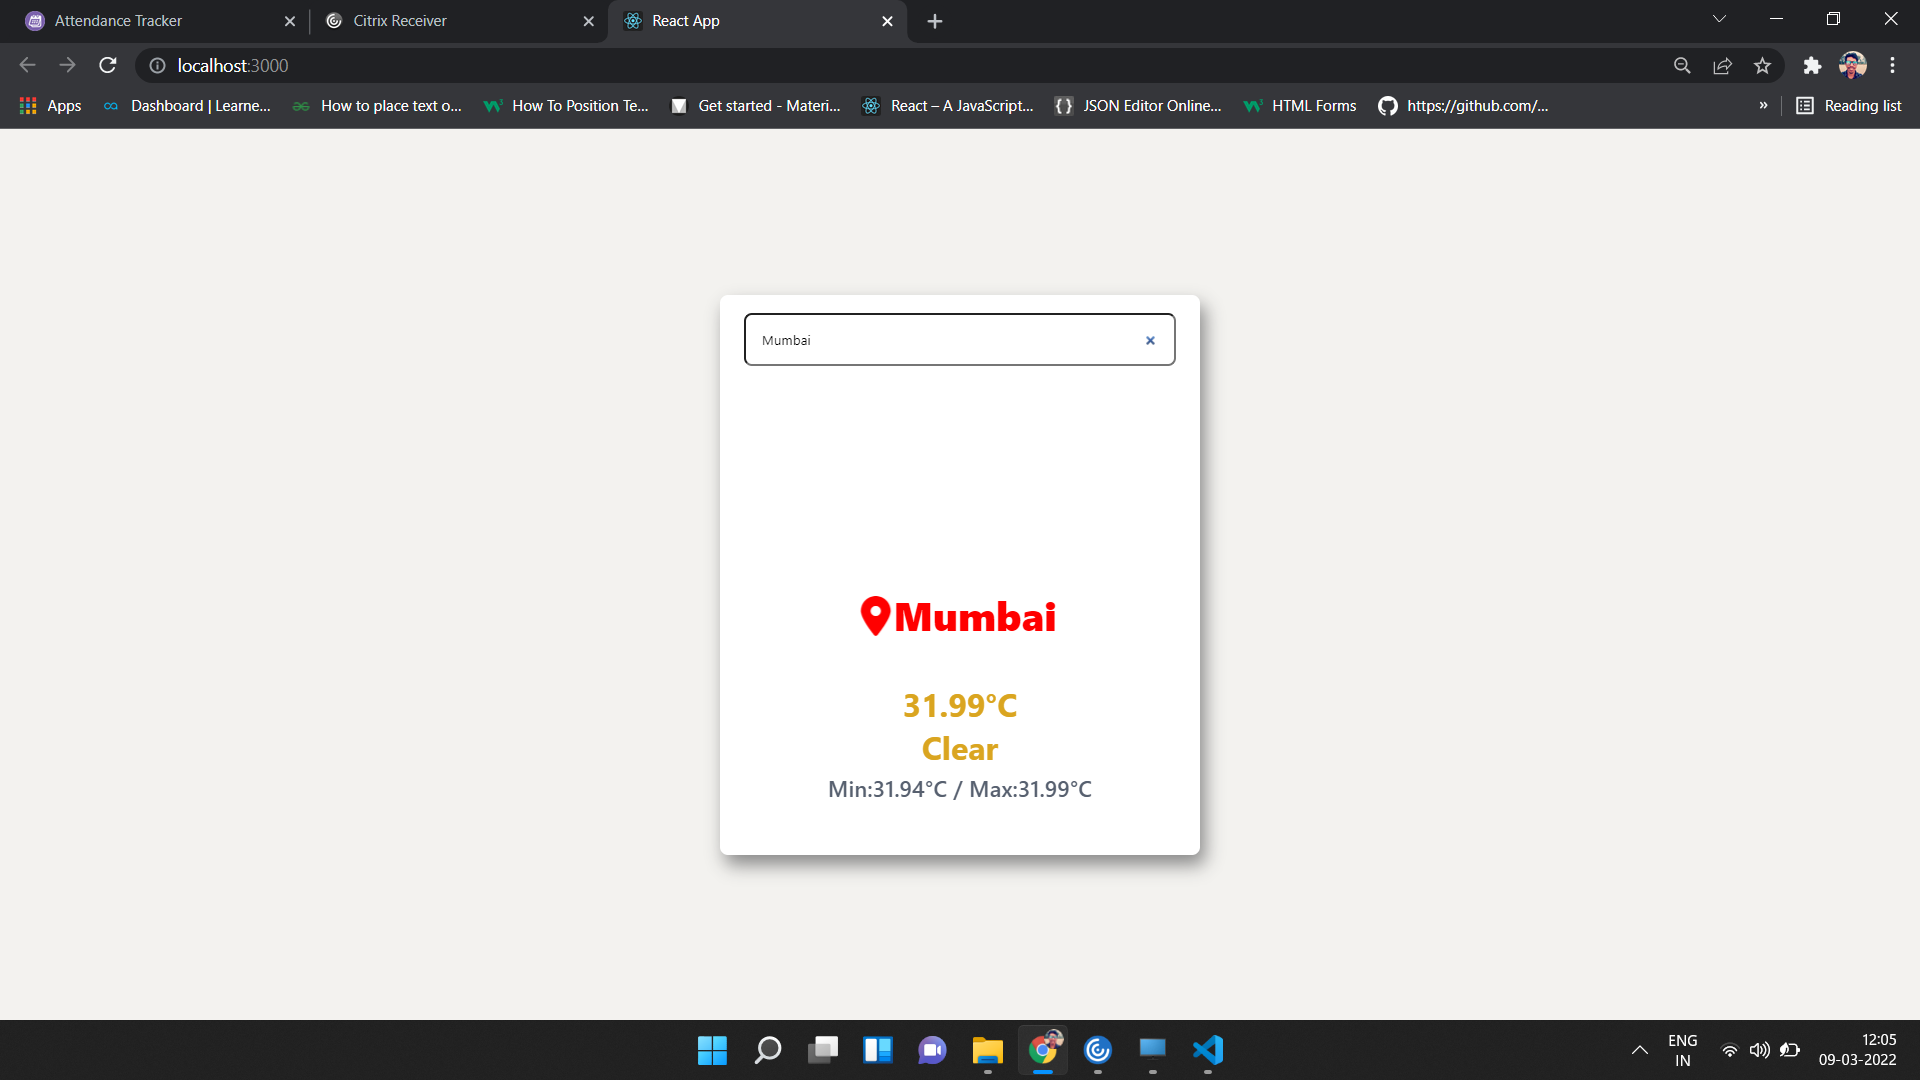 Attendance Tracker
Citrix Receiver
React App
localhost:3000
Apps
Dashboard | Learne...
How to place text o...
How To Position Te...
Get started - Materi...
React – A JavaScript...
JSON Editor Online...
HTML Forms
https://github.com/...
»
Reading list
Mumbai
Mumbai
31.99°C
Clear
Min:31.94°C / Max:31.99°C
ENG
IN
12:05
09-03-2022